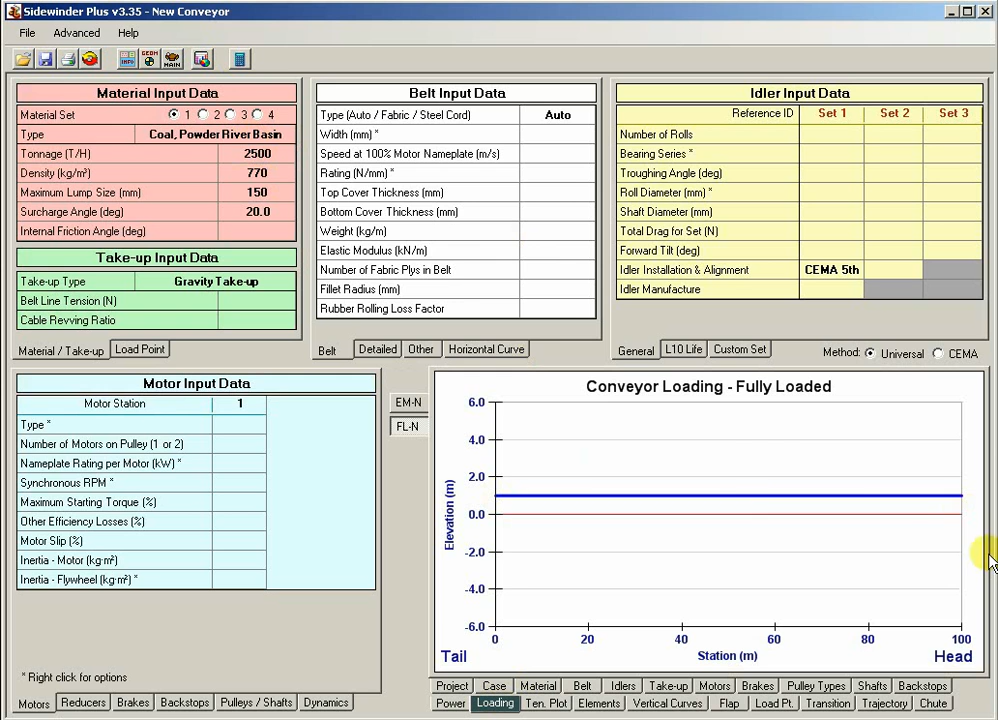 Sidewinder Plus v3.35 - New Conveyor
File Advanced Help
INFO GEOM MAIN
Material Input Data
Material Set 1 2 3 4
Type Coal, Powder River Basin
Tonnage (T/H) 2500
Density (kg/m³) 770
Maximum Lump Size (mm) 150
Surcharge Angle (deg) 20.0
Internal Friction Angle (deg)
Take-up Input Data
Take-up Type Gravity Take-up
Belt Line Tension (N)
Cable Revving Ratio
Material / Take-up Load Point
Belt Input Data
Type (Auto / Fabric / Steel Cord) Auto
Width (mm) *
Speed at 100% Motor Nameplate (m/s)
Rating (N/mm) *
Top Cover Thickness (mm)
Bottom Cover Thickness (mm)
Weight (kg/m)
Elastic Modulus (kN/m)
Number of Fabric Plys in Belt
Fillet Radius (mm)
Rubber Rolling Loss Factor
Belt Detailed Other Horizontal Curve
Idler Input Data
Reference ID Set 1 Set 2 Set 3
Number of Rolls
Bearing Series *
Troughing Angle (deg)
Roll Diameter (mm) *
Shaft Diameter (mm)
Total Drag for Set (N)
Forward Tilt (deg)
Idler Installation & Alignment CEMA 5th
Idler Manufacture
General L10 Life Custom Set Method: Universal CEMA
Motor Input Data
Motor Station 1
Type *
Number of Motors on Pulley (1 or 2)
Nameplate Rating per Motor (kW) *
Synchronous RPM *
Maximum Starting Torque (%)
Other Efficiency Losses (%)
Motor Slip (%)
Inertia - Motor (kg·m²)
Inertia - Flywheel (kg·m²) *
* Right click for options
Motors Reducers Brakes Backstops Pulleys / Shafts Dynamics
EM-N
FL-N
Conveyor Loading - Fully Loaded
Elevation (m)
6.0
4.0
2.0
0.0
-2.0
-4.0
-6.0
0 20 40 60 80 100
Tail Station (m) Head
Project Case Material Belt Idlers Take-up Motors Brakes Pulley Types Shafts Backstops
Power Loading Ten. Plot Elements Vertical Curves Flap Load Pt. Transition Trajectory Chute